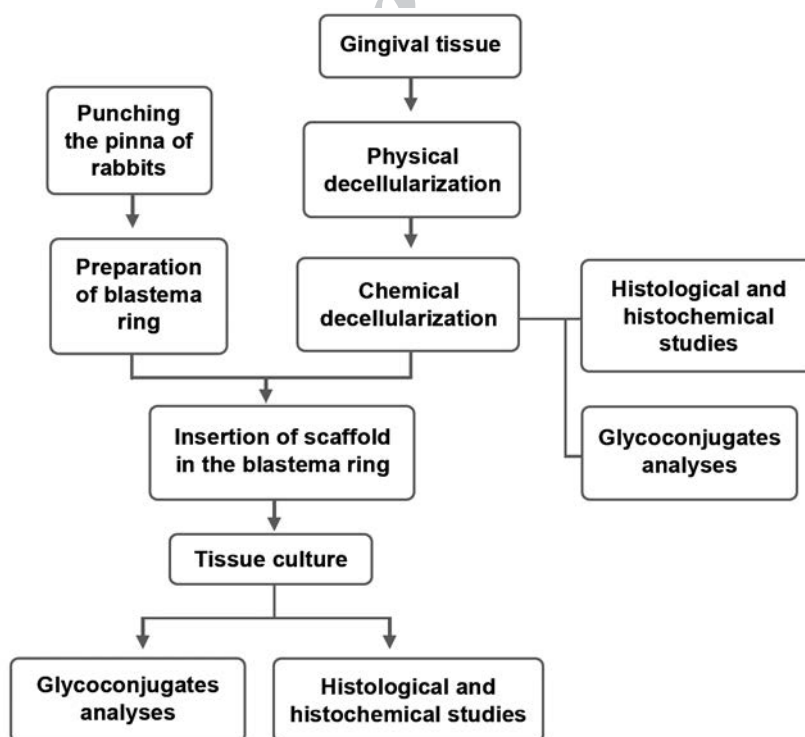 Gingival tissue
Punching
the pinna of
rabbits
Physical
decellularization
Preparation
of blastema
ring
Chemical
decellularization
Histological and
histochemical
studies
Insertion of scaffold
in the blastema ring
Glycoconjugates
analyses
Tissue culture
Glycoconjugates
analyses
Histological and
histochemical studies